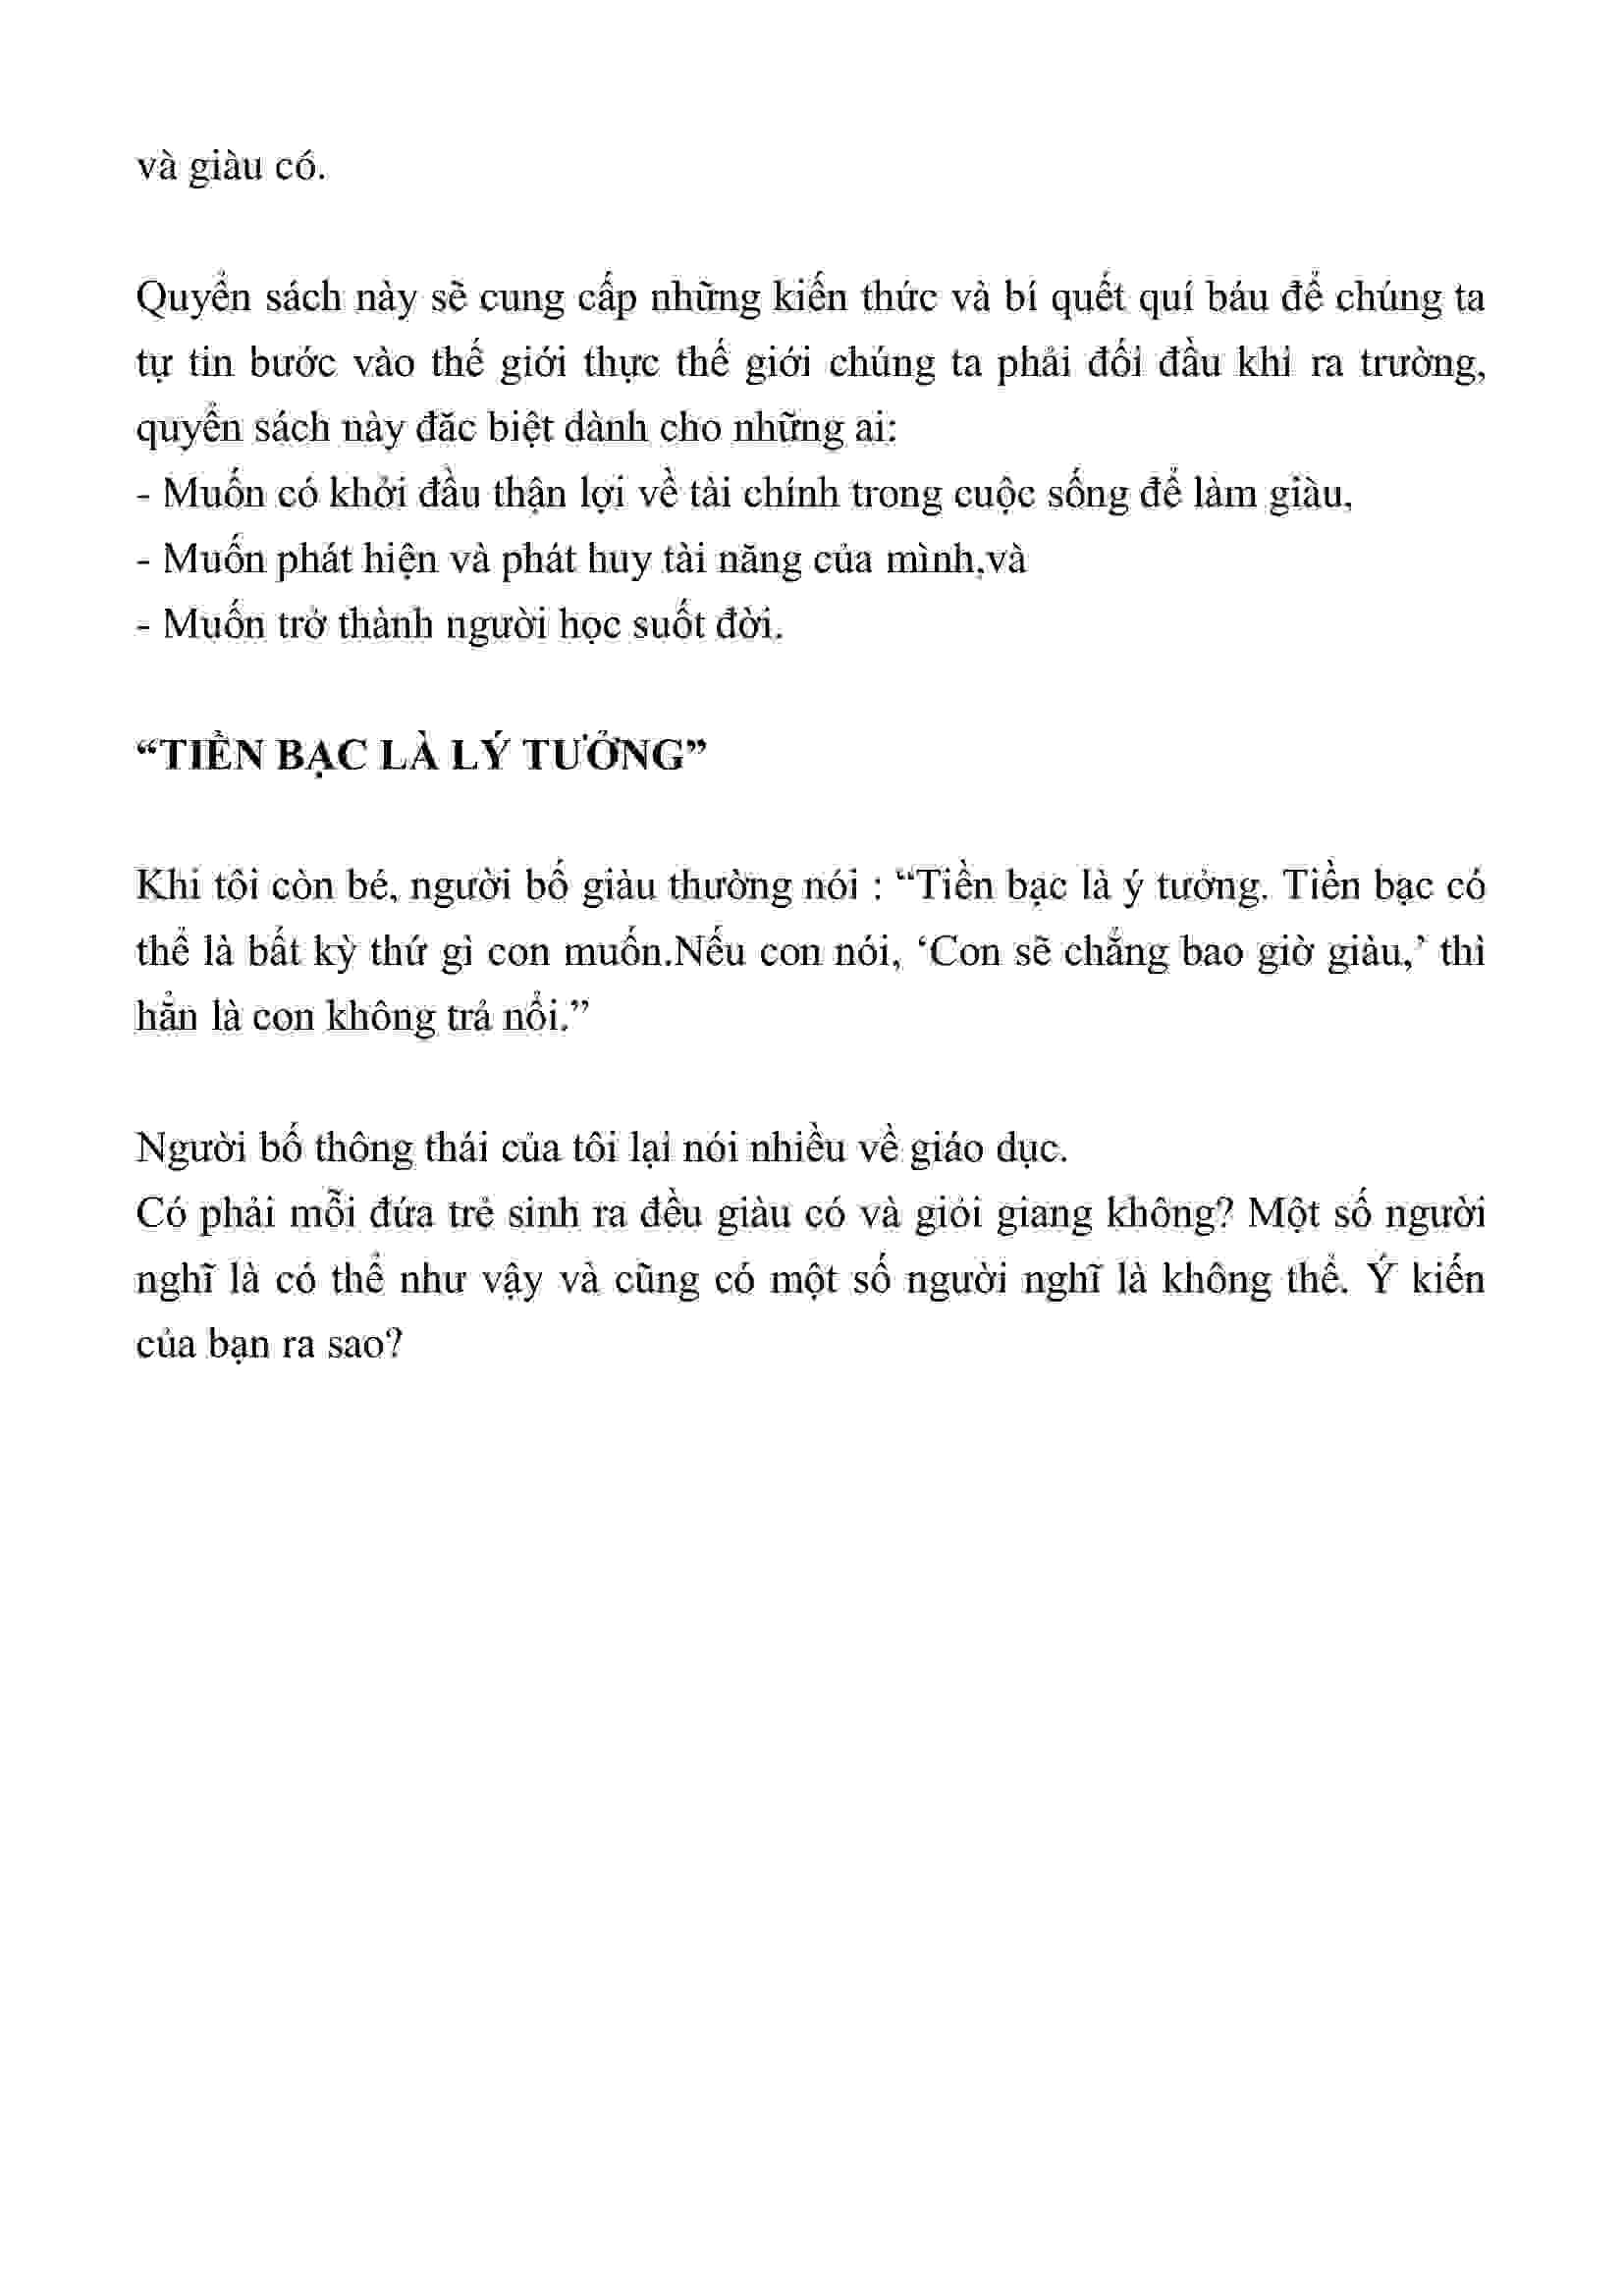 và giàu có.
Quyển sách này sẽ cung cấp những kiến thức và bí quết quí báu để chúng ta
tự tin bước vào thế giới thực thế giới chúng ta phải đối đầu khi ra trường,
quyển sách này đặc biệt dành cho những ai:
- Muốn có khởi đầu thận lợi về tài chính trong cuộc sống để làm giàu,
- Muốn phát hiện và phát huy tài năng của mình,và
- Muốn trở thành người học suốt đời.
“TIỀN BẠC LÀ LÝ TƯỞNG”
Khi tôi còn bé, người bố giàu thường nói : “Tiền bạc là ý tưởng. Tiền bạc có
thể là bất kỳ thứ gì con muốn.Nếu con nói, ‘Con sẽ chẳng bao giờ giàu,’ thì
hẳn là con không trả nổi.”
Người bố thông thái của tôi lại nói nhiều về giáo dục.
Có phải mỗi đứa trẻ sinh ra đều giàu có và giỏi giang không? Một số người
nghĩ là có thể như vậy và cũng có một số người nghĩ là không thể. Ý kiến
của bạn ra sao?